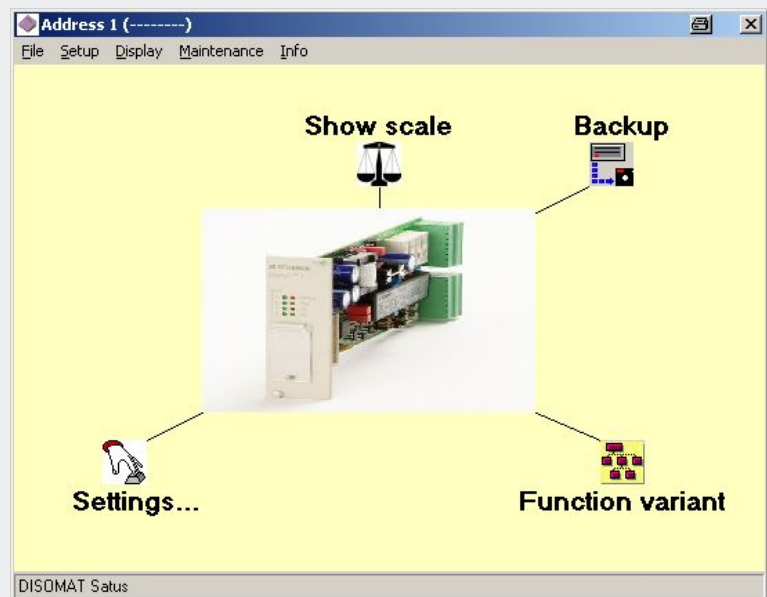 Address 1 (--------)
File Setup Display Maintenance Info
Show scale
Backup
Settings...
Function variant
DISOMAT Satus